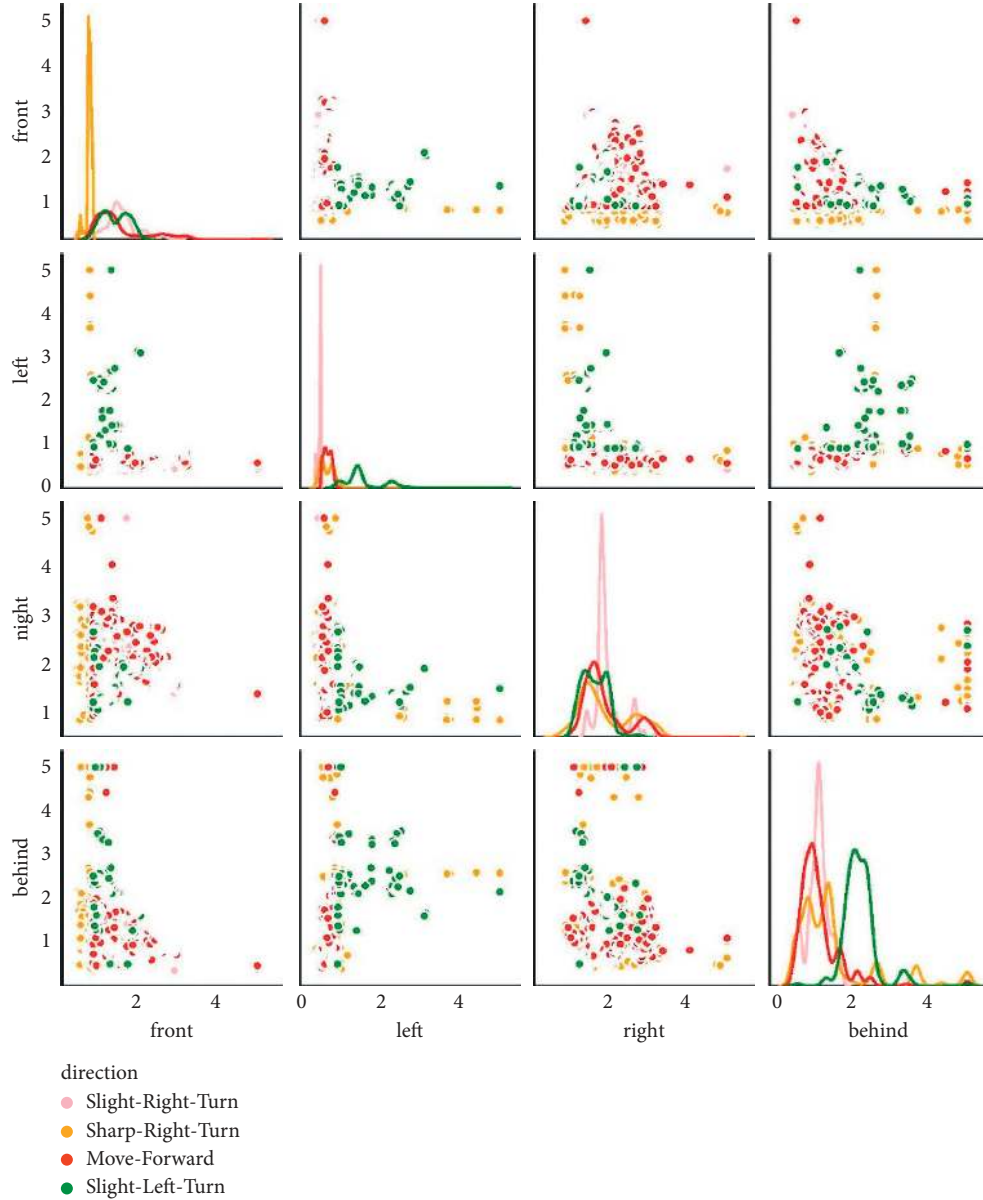 5
4
3
2
1
front
5
4
3
2
1
0
left
5
4
3
2
1
night
5
4
3
2
1
behind
2 4
0 2 4
2 4
0 2 4
front left right behind
direction
Slight-Right-Turn
Sharp-Right-Turn
Move-Forward
Slight-Left-Turn